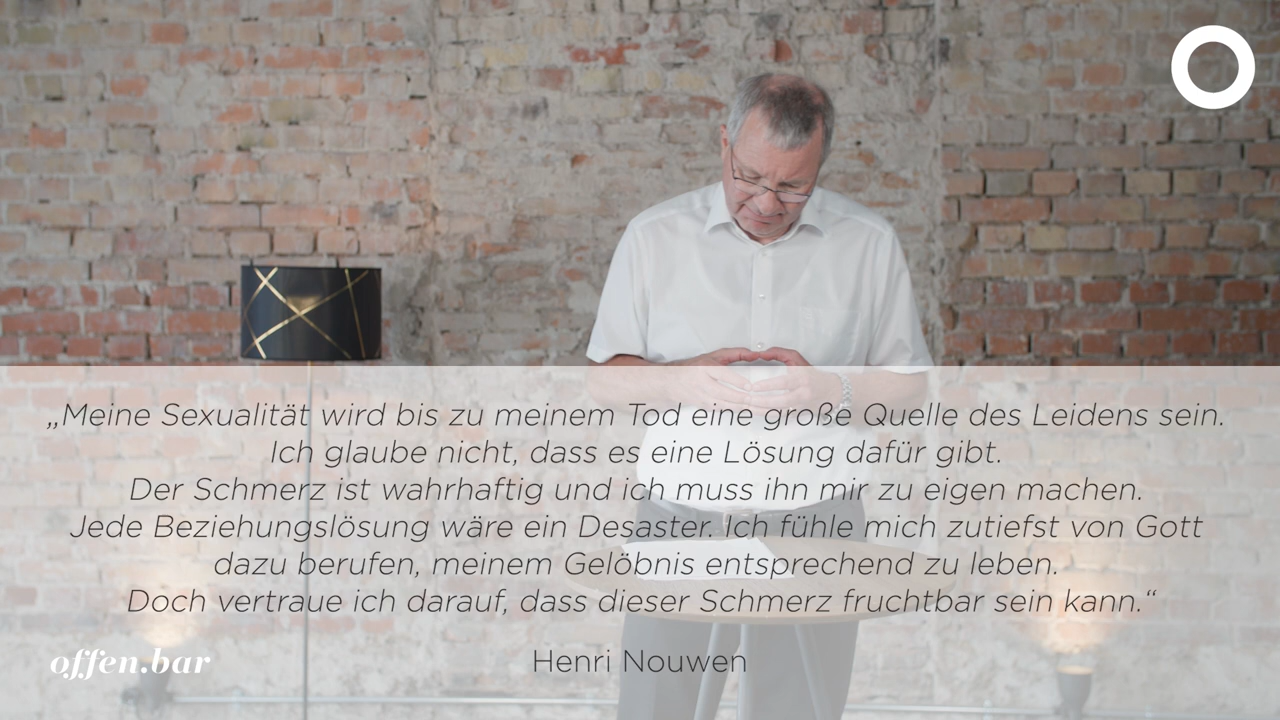 „Meine Sexualität wird bis zu meinem Tod eine große Quelle des Leidens sein.
Ich glaube nicht, dass es eine Lösung dafür gibt.
Der Schmerz ist wahrhaftig und ich muss ihn mir zu eigen machen.
Jede Beziehungslösung wäre ein Desaster. Ich fühle mich zutiefst von Gott
dazu berufen, meinem Gelöbnis entsprechend zu leben.
Doch vertraue ich darauf, dass dieser Schmerz fruchtbar sein kann.“
Henri Nouwen
offen.bar